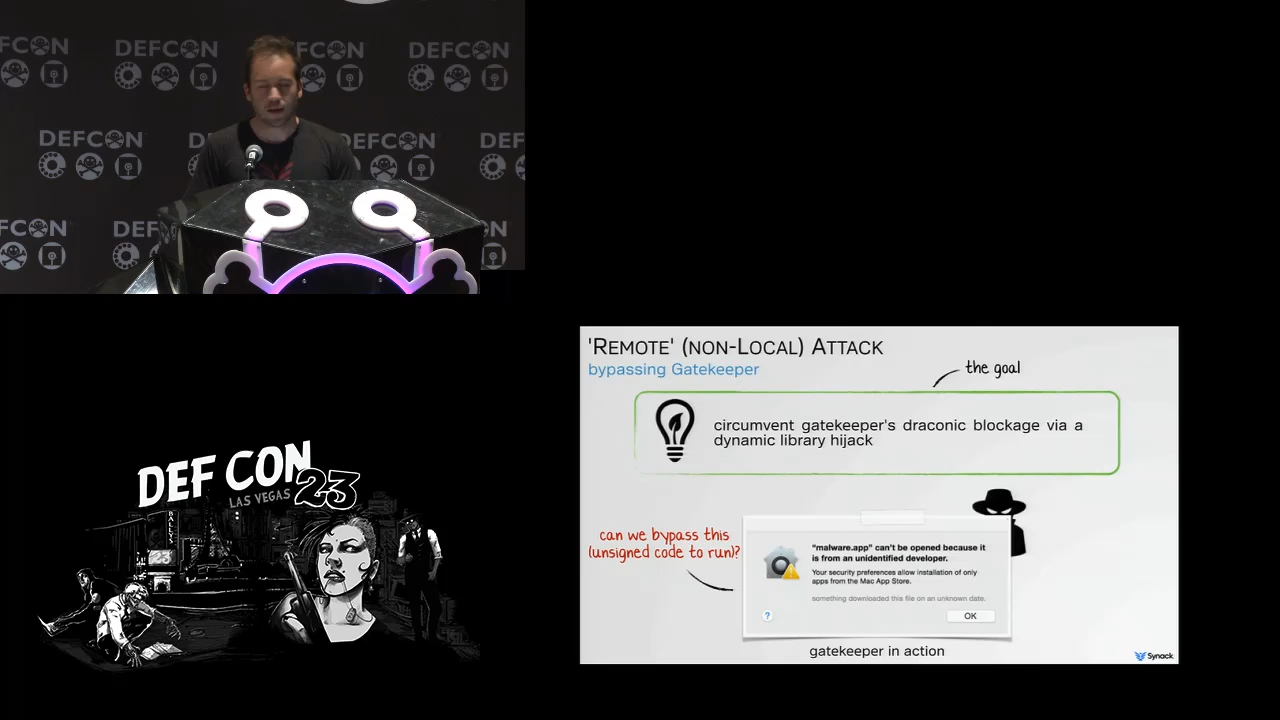 DEFCON
DEFCON
DEFCON
DEFCON
DEFCON
DEFCON
DEF CON
LAS VEGAS 23
BALLY'S
'REMOTE' (NON-LOCAL) ATTACK
bypassing Gatekeeper
the goal
circumvent gatekeeper's draconic blockage via a
dynamic library hijack
can we bypass this
(unsigned code to run)?
"malware.app" can't be opened because it
is from an unidentified developer.
Your security preferences allow installation of only
apps from the Mac App Store.
something downloaded this file on an unknown date.
?
OK
gatekeeper in action
Synack